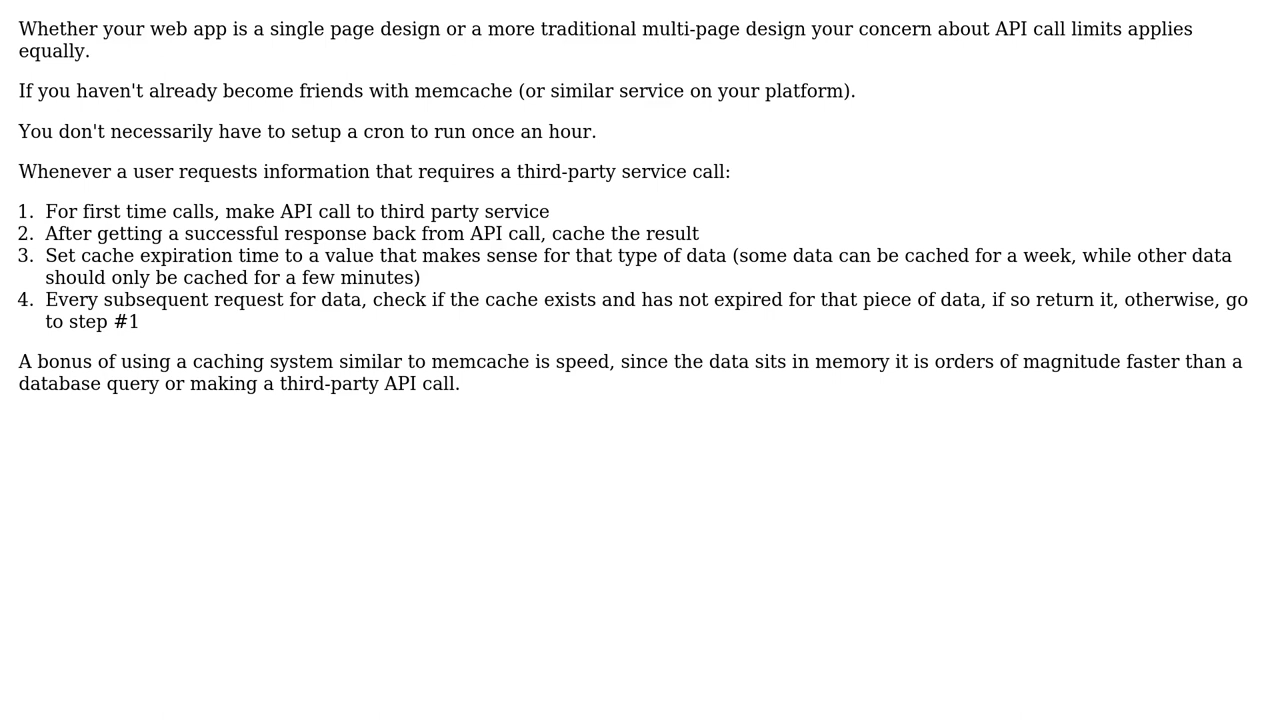 Whether your web app is a single page design or a more traditional multi-page design your concern about API call limits applies
equally.
If you haven't already become friends with memcache (or similar service on your platform).
You don't necessarily have to setup a cron to run once an hour.
Whenever a user requests information that requires a third-party service call:
1. For first time calls, make API call to third party service
2. After getting a successful response back from API call, cache the result
3. Set cache expiration time to a value that makes sense for that type of data (some data can be cached for a week, while other data
should only be cached for a few minutes)
4. Every subsequent request for data, check if the cache exists and has not expired for that piece of data, if so return it, otherwise, go
to step #1
A bonus of using a caching system similar to memcache is speed, since the data sits in memory it is orders of magnitude faster than a
database query or making a third-party API call.